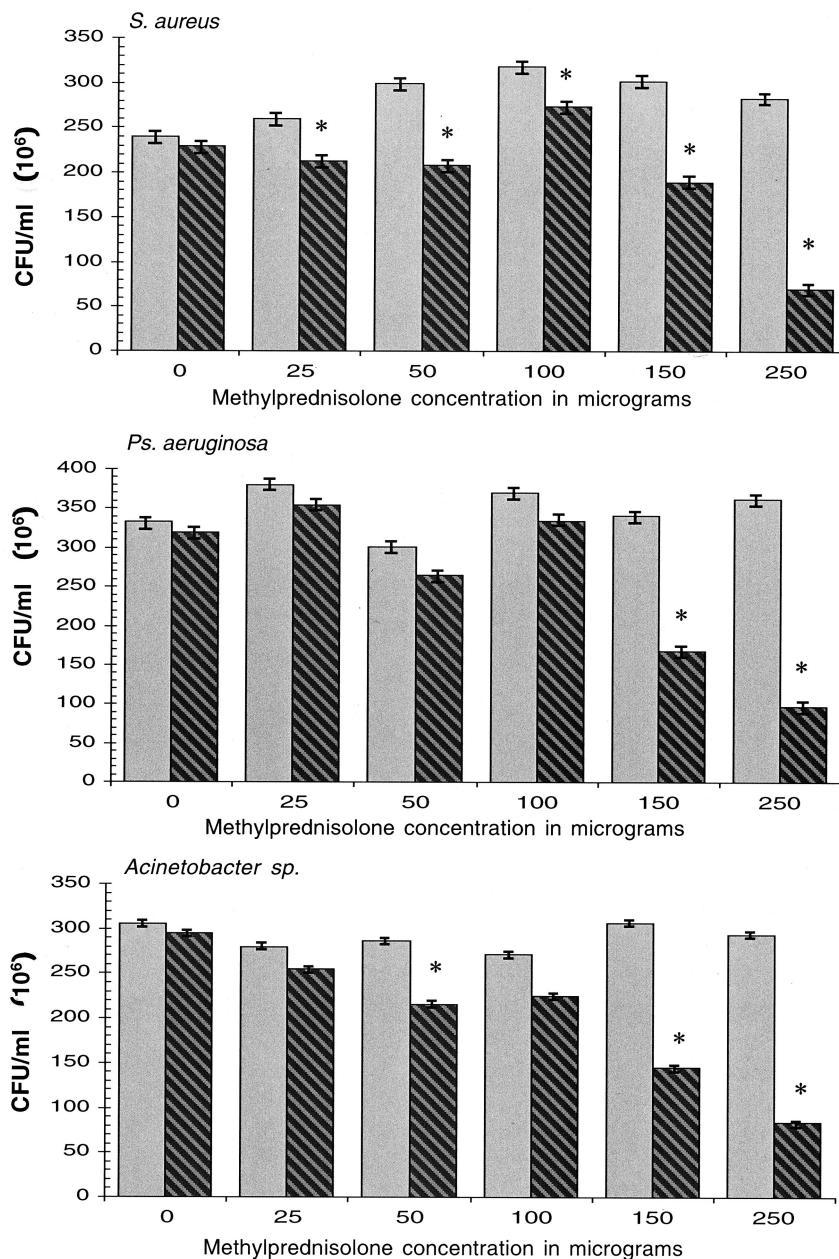 S. aureus
CFU/ml (10⁶)
350
300
250
200
150
100
50
0
*
*
*
*
*
0 25 50 100 150 250
Methylprednisolone concentration in micrograms
Ps. aeruginosa
CFU/ml (10⁶)
400
350
300
250
200
150
100
50
0
*
*
0 25 50 100 150 250
Methylprednisolone concentration in micrograms
Acinetobacter sp.
CFU/ml (10⁶)
350
300
250
200
150
100
50
0
*
*
*
0 25 50 100 150 250
Methylprednisolone concentration in micrograms